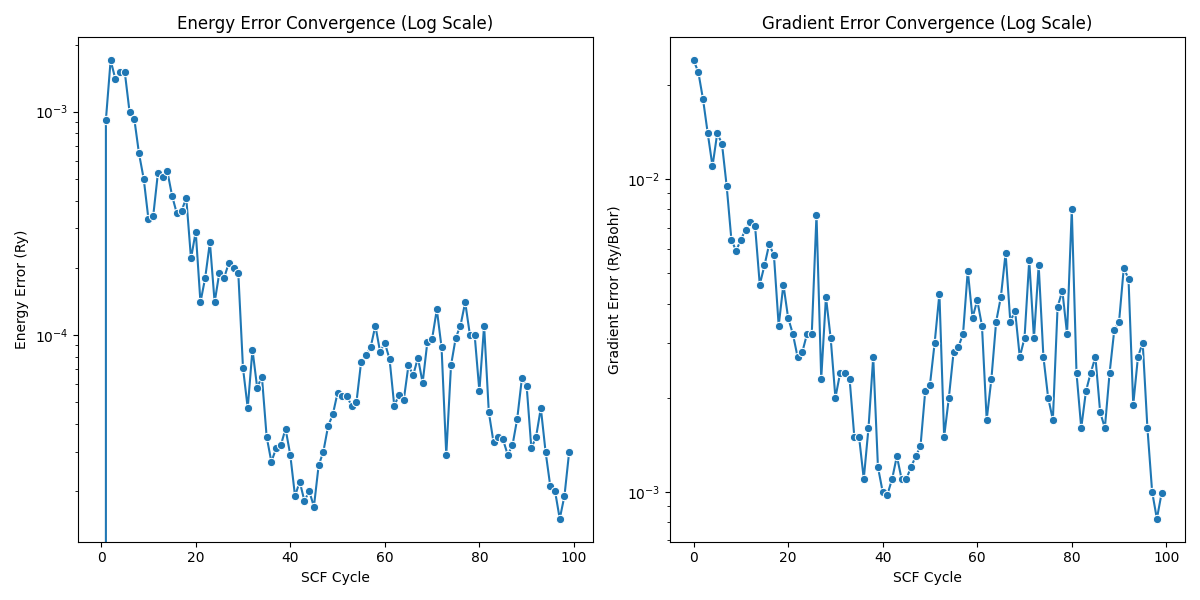 Energy Error Convergence (Log Scale)
Energy Error (Ry)
10⁻³
10⁻⁴
0 20 40 60 80 100
SCF Cycle
Gradient Error Convergence (Log Scale)
Gradient Error (Ry/Bohr)
10⁻²
10⁻³
0 20 40 60 80 100
SCF Cycle